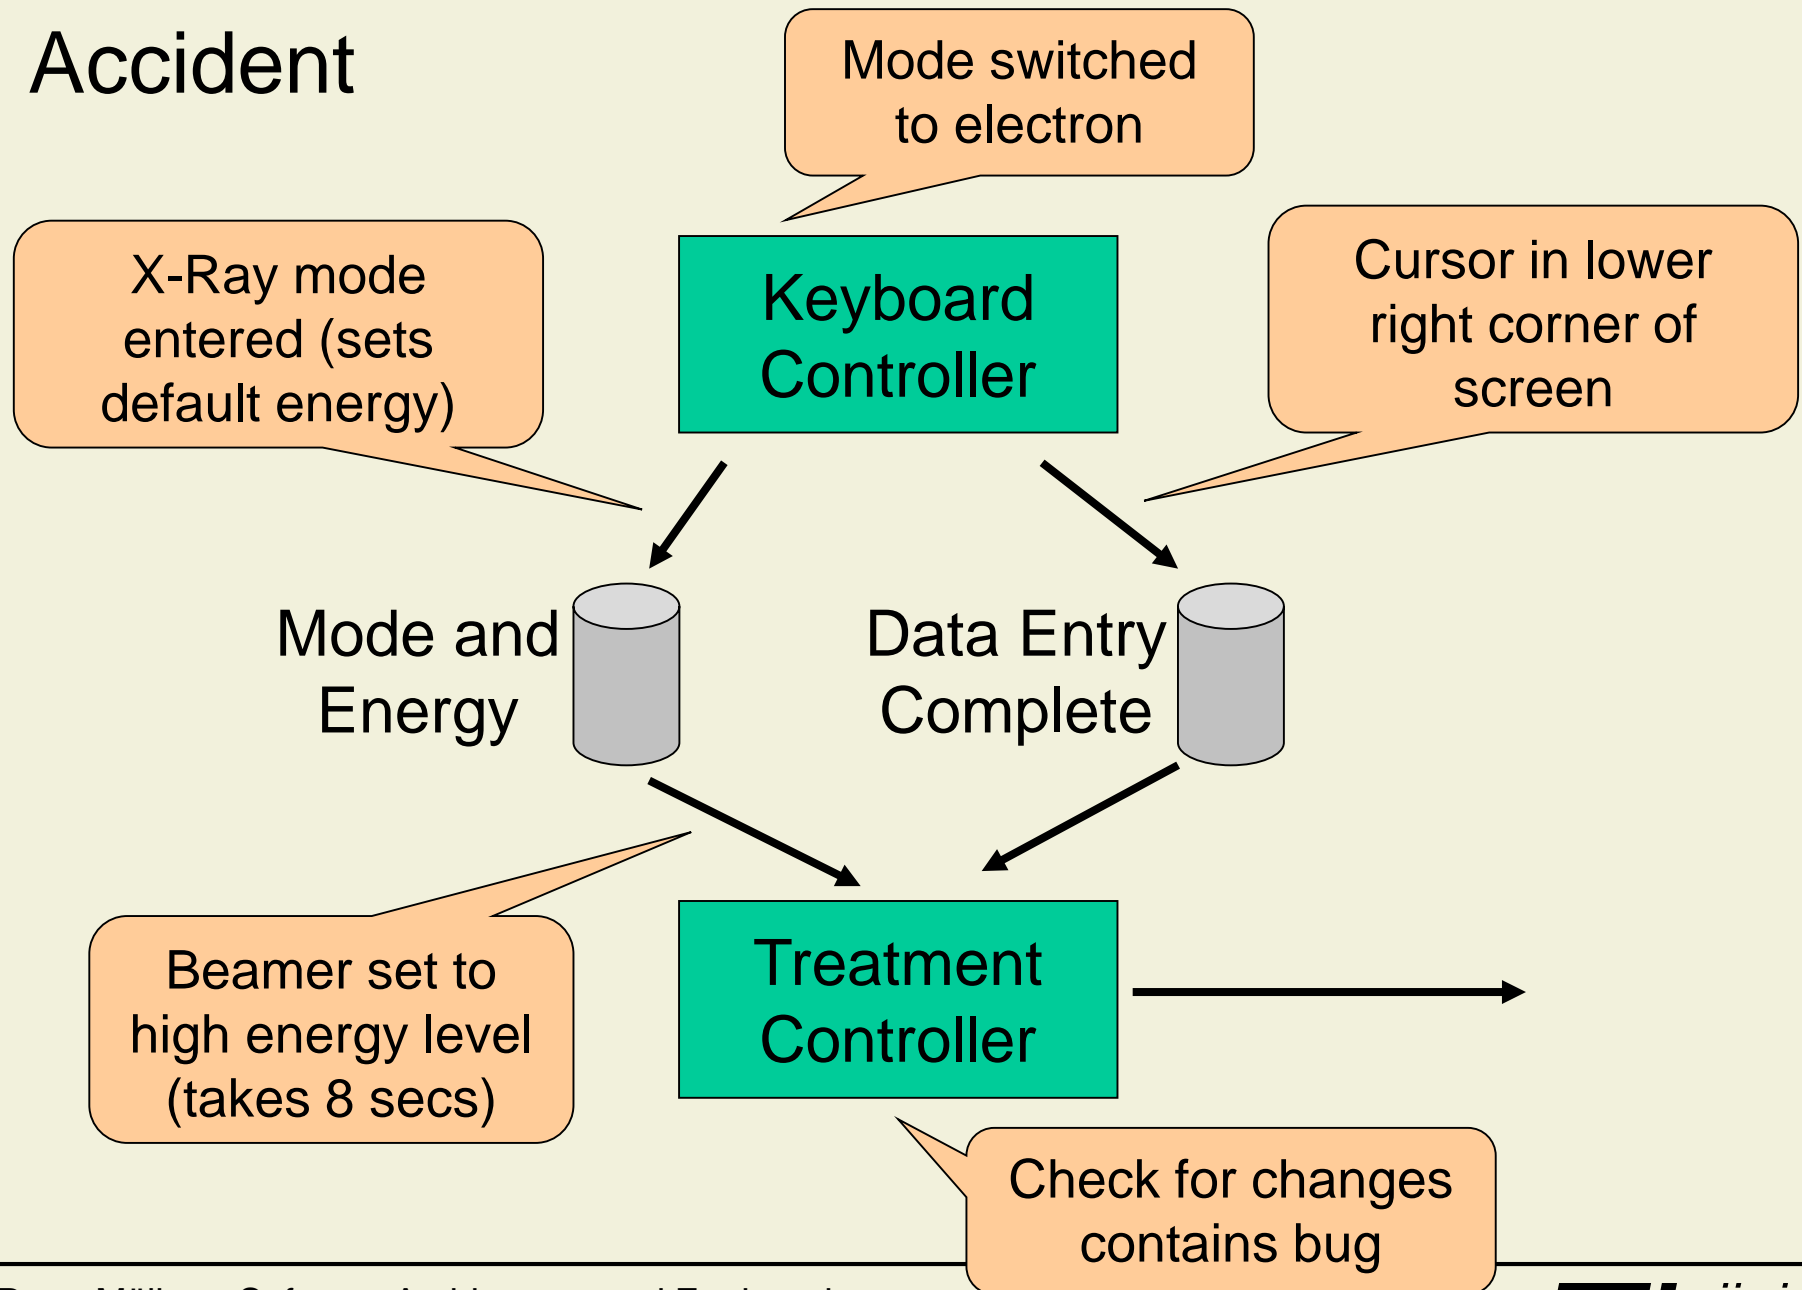 Accident
Mode switched
to electron
X-Ray mode
entered (sets
default energy)
Keyboard
Controller
Cursor in lower
right corner of
screen
Mode and
Energy
Data Entry
Complete
Beamer set to
high energy level
(takes 8 secs)
Treatment
Controller
Check for changes
contains bug